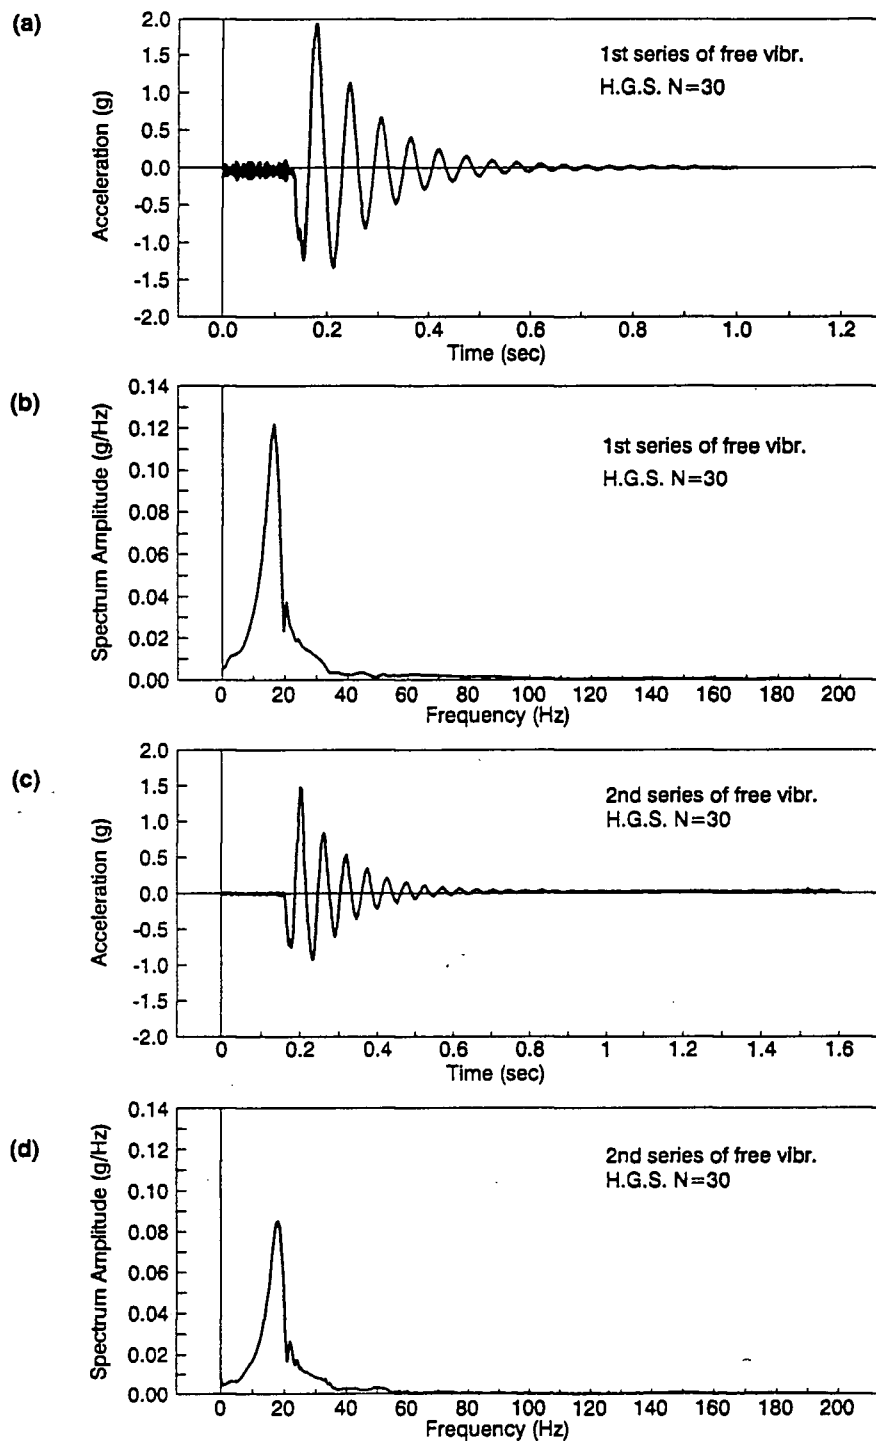 (a)
2.0
1.5
1.0
0.5
0.0
-0.5
-1.0
-1.5
-2.0
Acceleration (g)
1st series of free vibr.
H.G.S. N=30
0.0 0.2 0.4 0.6 0.8 1.0 1.2
Time (sec)
(b)
0.14
0.12
0.10
0.08
0.06
0.04
0.02
0.00
Spectrum Amplitude (g/Hz)
1st series of free vibr.
H.G.S. N=30
0 20 40 60 80 100 120 140 160 180 200
Frequency (Hz)
(c)
2.0
1.5
1.0
0.5
0.0
-0.5
-1.0
-1.5
-2.0
Acceleration (g)
2nd series of free vibr.
H.G.S. N=30
0 0.2 0.4 0.6 0.8 1 1.2 1.4 1.6
Time (sec)
(d)
0.14
0.12
0.10
0.08
0.06
0.04
0.02
0.00
Spectrum Amplitude (g/Hz)
2nd series of free vibr.
H.G.S. N=30
0 20 40 60 80 100 120 140 160 180 200
Frequency (Hz)